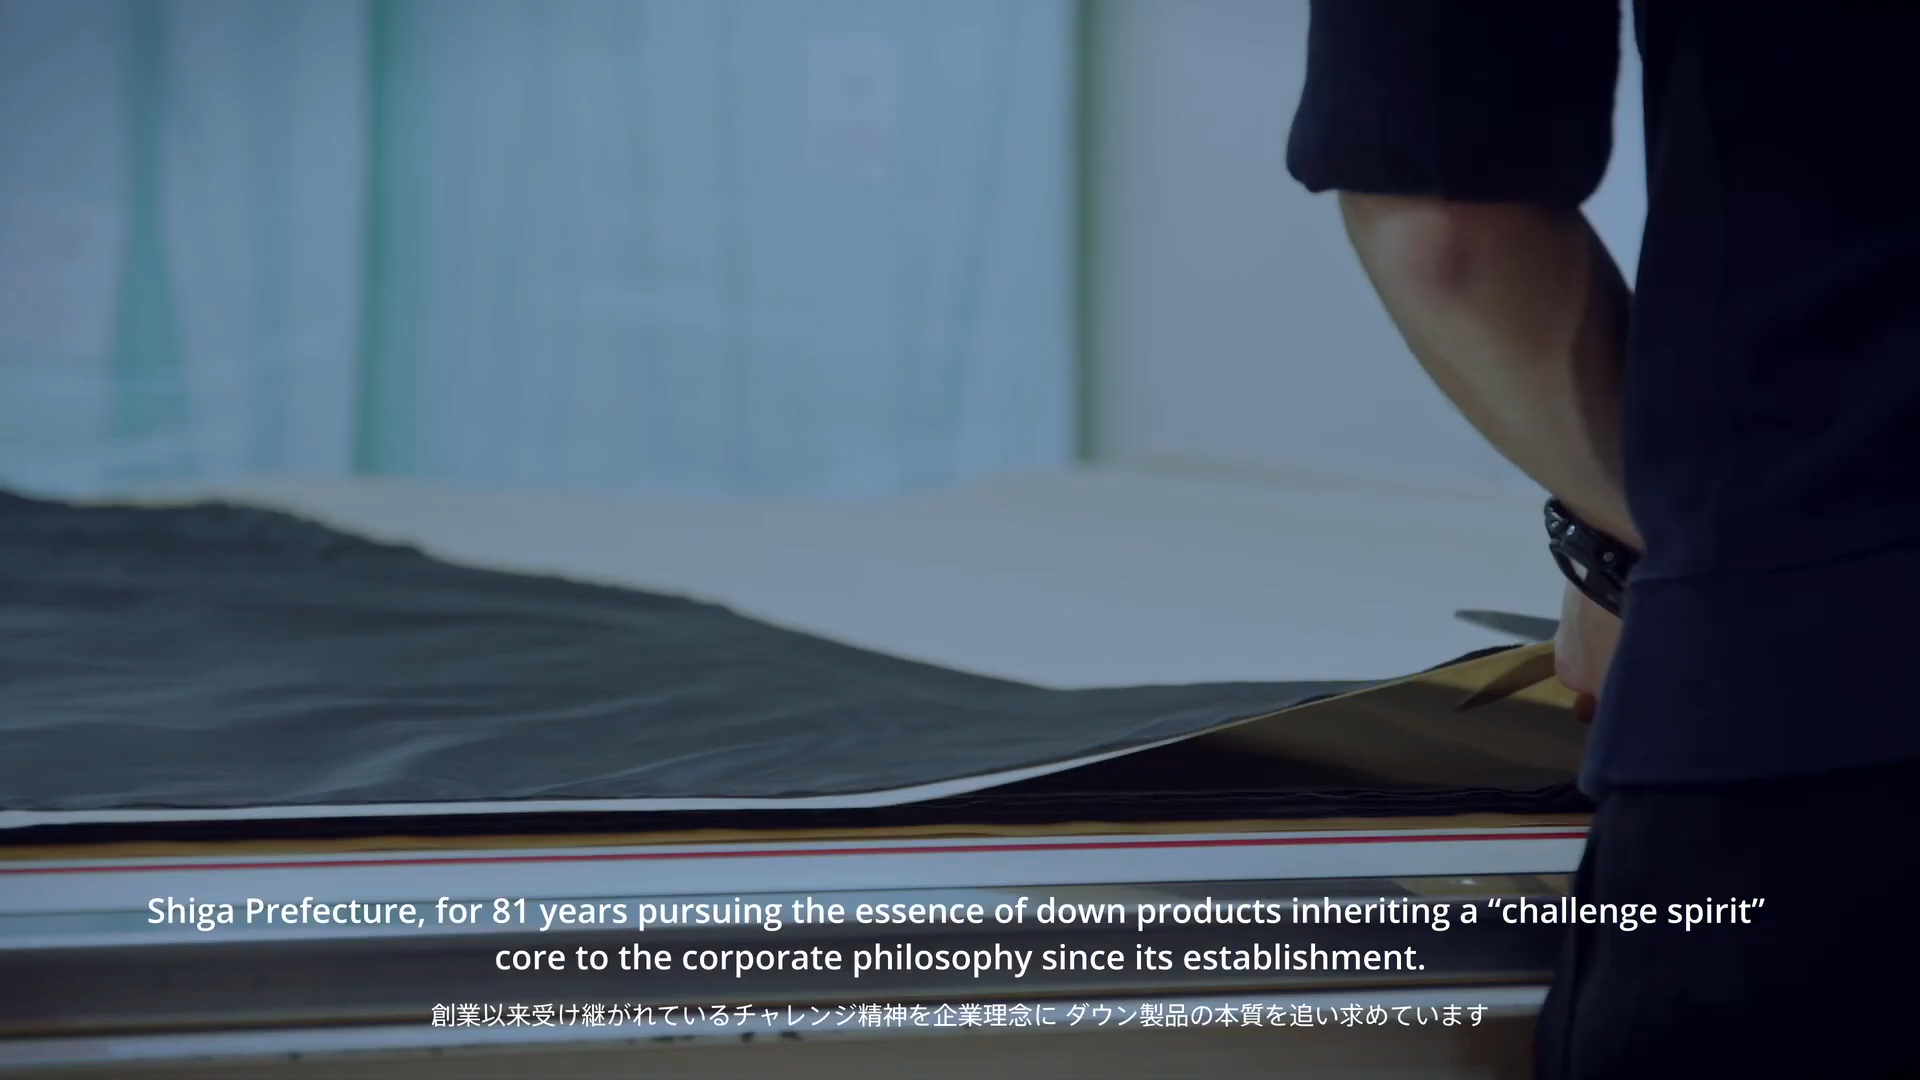 Shiga Prefecture, for 81 years pursuing the essence of down products inheriting a “challenge spirit”
core to the corporate philosophy since its establishment.
創業以来受け継がれているチャレンジ精神を企業理念に ダウン製品の本質を追い求めています